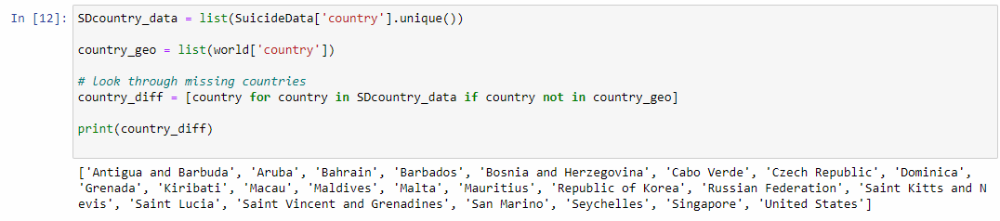 In [12]: SDcountry_data = list(SuicideData['country'].unique())
country_geo = list(world['country'])
# look through missing countries
country_diff = [country for country in SDcountry_data if country not in country_geo]
print(country_diff)
['Antigua and Barbuda', 'Aruba', 'Bahrain', 'Barbados', 'Bosnia and Herzegovina', 'Cabo Verde', 'Czech Republic', 'Dominica',
'Grenada', 'Kiribati', 'Macau', 'Maldives', 'Malta', 'Mauritius', 'Republic of Korea', 'Russian Federation', 'Saint Kitts and N
evis', 'Saint Lucia', 'Saint Vincent and Grenadines', 'San Marino', 'Seychelles', 'Singapore', 'United States']